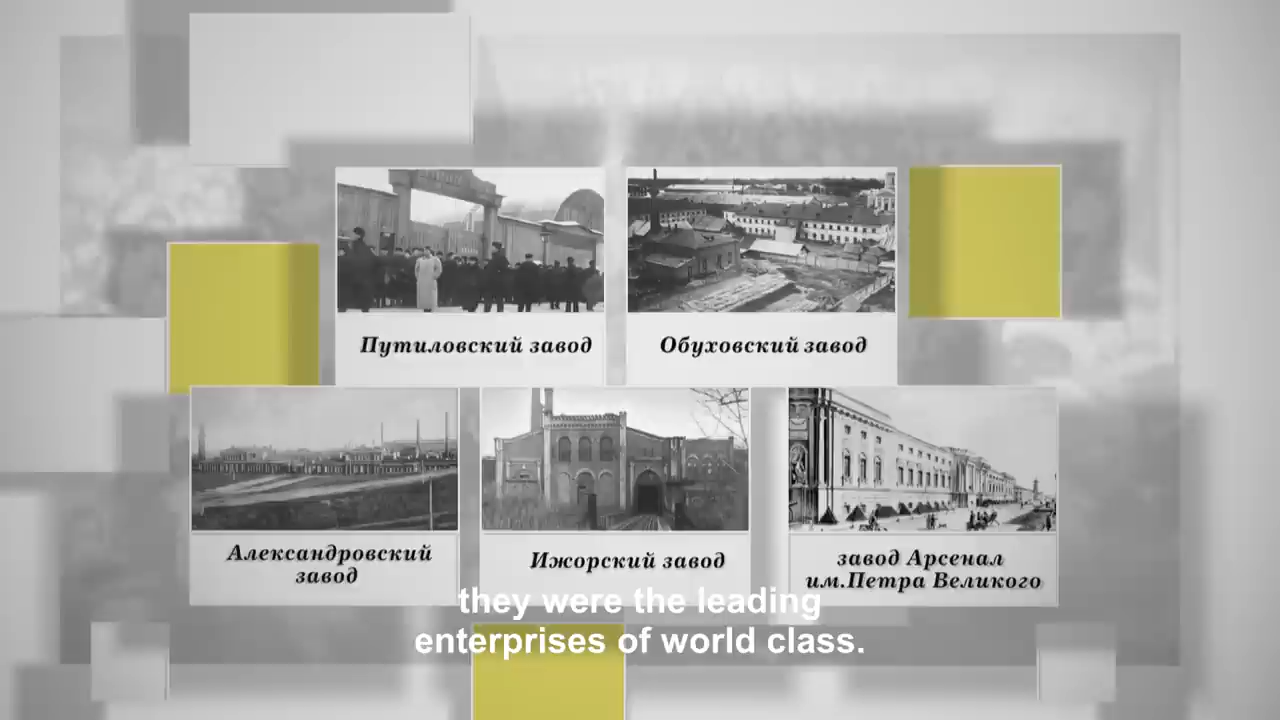 Путиловский завод
Обуховский завод
Александровский
завод
Ижорский завод
завод Арсенал
им.Петра Великого
they were the leading
enterprises of world class.